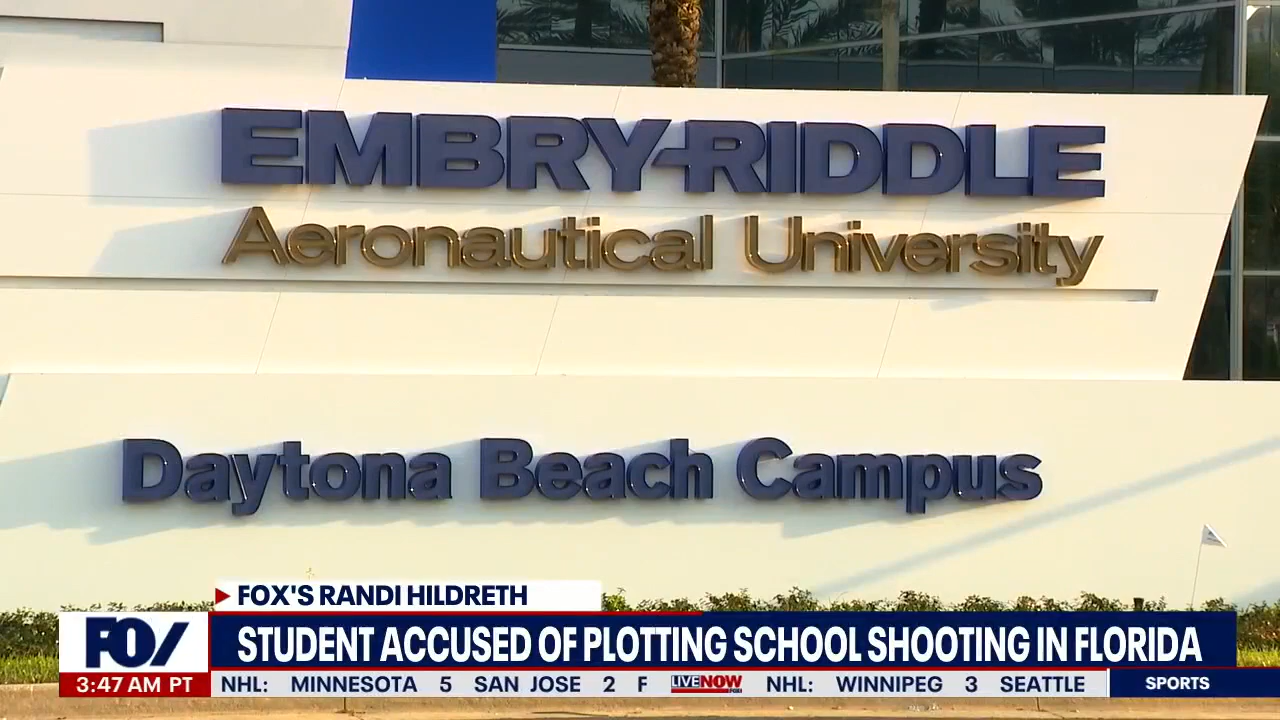 EMBRY-RIDDLE
Aeronautical University
Daytona Beach Campus
FOX'S RANDI HILDRETH
FOX
STUDENT ACCUSED OF PLOTTING SCHOOL SHOOTING IN FLORIDA
3:47 AM PT
NHL: MINNESOTA 5 SAN JOSE 2 F LIVENOW FOX NHL: WINNIPEG 3 SEATTLE
SPORTS